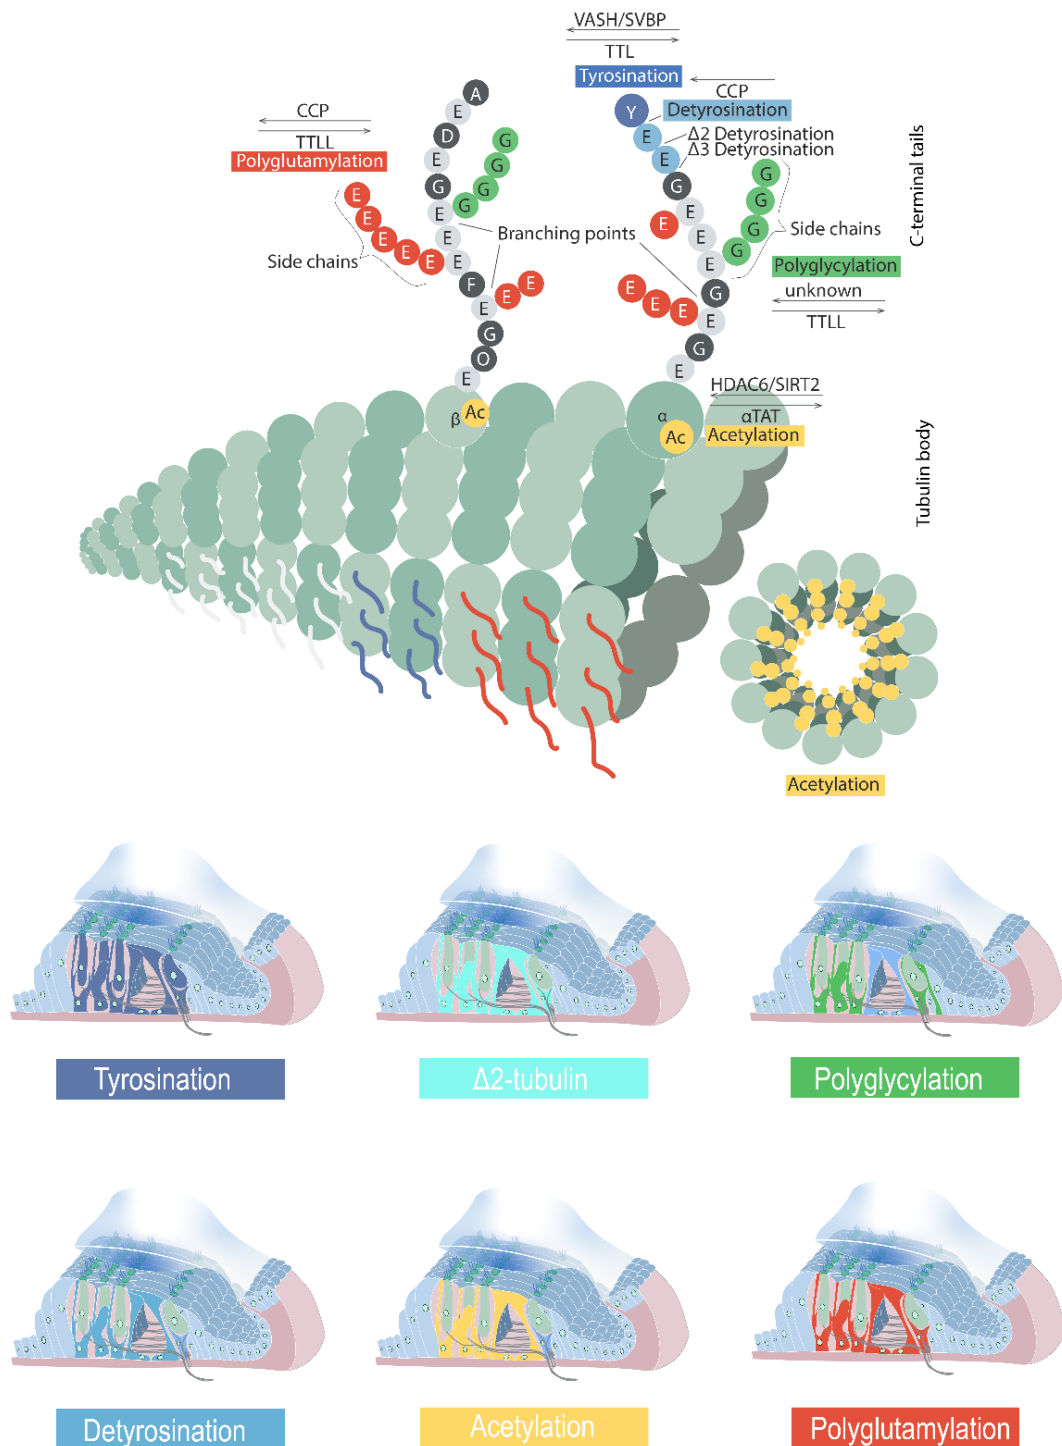 VASH/SVBP
TTL
Tyrosination
CCP
Detyrosination
Δ2 Detyrosination
Δ3 Detyrosination
CCP
TTLL
Polyglutamylation
A
E
D
E
G
E
E
E
F
E
G
O
E
G
G
G
G
E
E
E
E
E
E
E
Side chains
Branching points
Y
E
E
G
E
E
E
G
E
G
E
E
E
E
E
G
G
G
G
Side chains
Polyglycylation
unknown
TTLL
C-terminal tails
HDAC6/SIRT2
αTAT
Acetylation
β
Ac
α
Ac
Tubulin body
Acetylation
Tyrosination
Δ2-tubulin
Polyglycylation
Detyrosination
Acetylation
Polyglutamylation